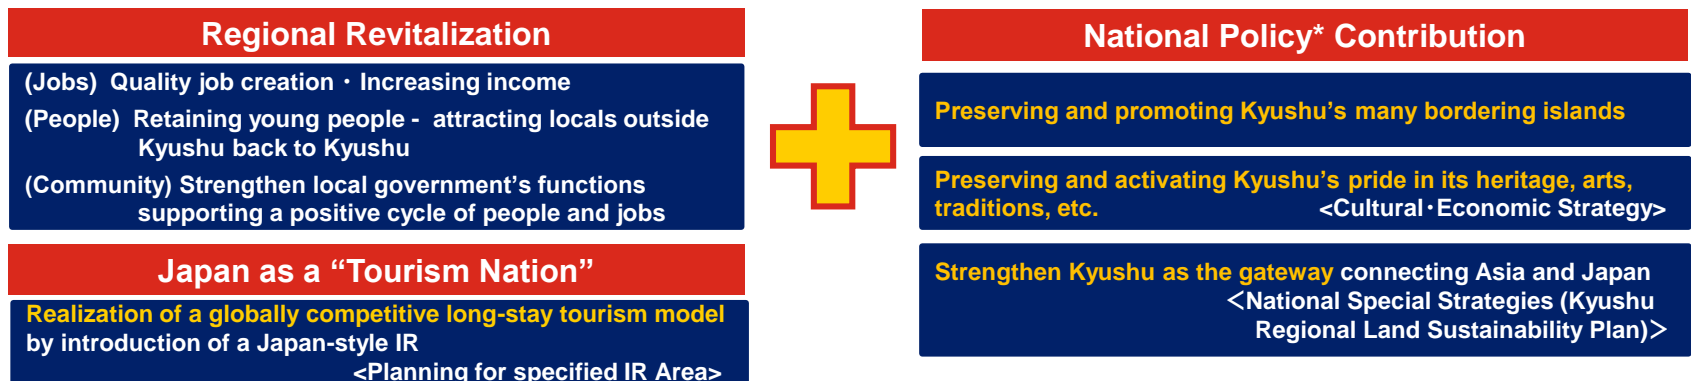 Regional Revitalization
(Jobs) Quality job creation・Increasing income
(People) Retaining young people - attracting locals outside
Kyushu back to Kyushu
(Community) Strengthen local government's functions
supporting a positive cycle of people and jobs
Japan as a “Tourism Nation”
Realization of a globally competitive long-stay tourism model
by introduction of a Japan-style IR
<Planning for specified IR Area>
National Policy* Contribution
Preserving and promoting Kyushu's many bordering islands
Preserving and activating Kyushu's pride in its heritage, arts,
traditions, etc. <Cultural・Economic Strategy>
Strengthen Kyushu as the gateway connecting Asia and Japan
＜National Special Strategies (Kyushu
Regional Land Sustainability Plan)＞